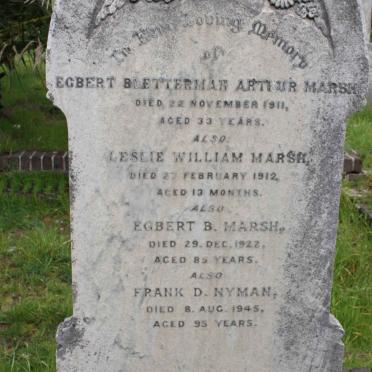 In Ever Loving Memory
of
EGBERT BLETTERMAN ARTHUR MARSH
DIED 22 NOVEMBER 1911,
AGED 33 YEARS.
ALSO
LESLIE WILLIAM MARSH,
DIED 27 FEBRUARY 1912,
AGED 13 MONTHS.
ALSO
EGBERT B. MARSH,
DIED 29. DEC. 1922,
AGED 85 YEARS.
ALSO
FRANK D. NYMAN,
DIED 8. AUG. 1945,
AGED 95 YEARS.